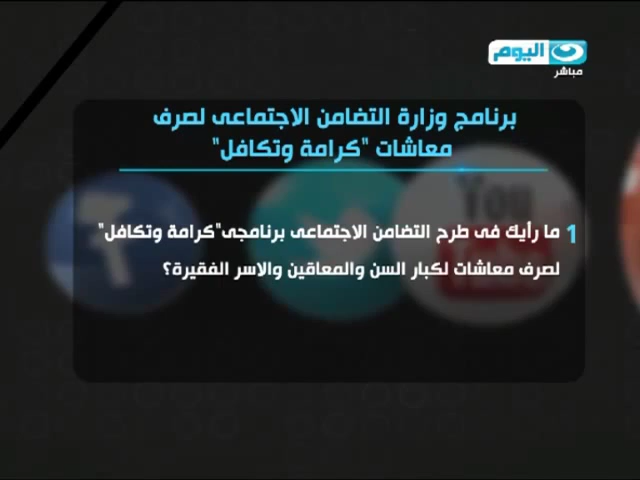 اليوم
مباشر
برنامج وزارة التضامن الاجتماعى لصرف
معاشات "كرامة وتكافل"
1 ما رأيك فى طرح التضامن الاجتماعى برنامجى"كرامة وتكافل"
لصرف معاشات لكبار السن والمعاقين والاسر الفقيرة؟
You